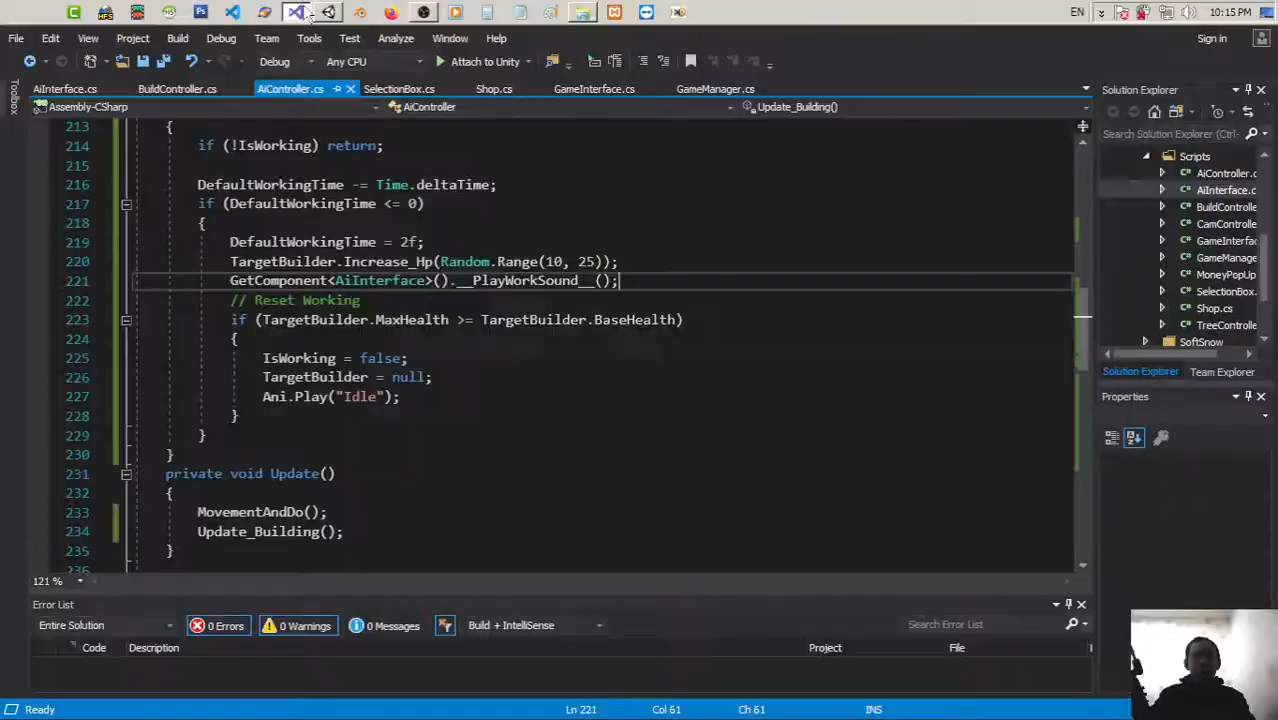 EN 10:15 PM
File Edit View Project Build Debug Team Tools Test Analyze Window Help Sign in
Debug Any CPU Attach to Unity
Toolbox
AiInterface.cs BuildController.cs AiController.cs SelectionBox.cs Shop.cs GameInterface.cs GameManager.cs
Assembly-CSharp AiController Update_Building()
213 {
214 if (!IsWorking) return;
215
216 DefaultWorkingTime -= Time.deltaTime;
217 if (DefaultWorkingTime <= 0)
218 {
219 DefaultWorkingTime = 2f;
220 TargetBuilder.Increase_Hp(Random.Range(10, 25));
221 GetComponent<AiInterface>().__PlayWorkSound__();
222 // Reset Working
223 if (TargetBuilder.MaxHealth >= TargetBuilder.BaseHealth)
224 {
225 IsWorking = false;
226 TargetBuilder = null;
227 Ani.Play("Idle");
228 }
229 }
230 }
231 private void Update()
232 {
233 MovementAndDo();
234 Update_Building();
235 }
121 %
Error List
Entire Solution 0 Errors 0 Warnings 0 Messages Build + IntelliSense Search Error List
Code Description Project File
Solution Explorer
Search Solution Explorer (Ctrl-
Scripts
C# AiController.c
C# AiInterface.c
C# BuildControlle
C# CamControlle
C# GameInterfac
C# GameManage
C# MoneyPopUp
C# SelectionBox.
C# Shop.cs
C# TreeControlle
SoftSnow
Solution Explorer Team Explorer
Properties
Ready Ln 221 Col 61 Ch 61 INS